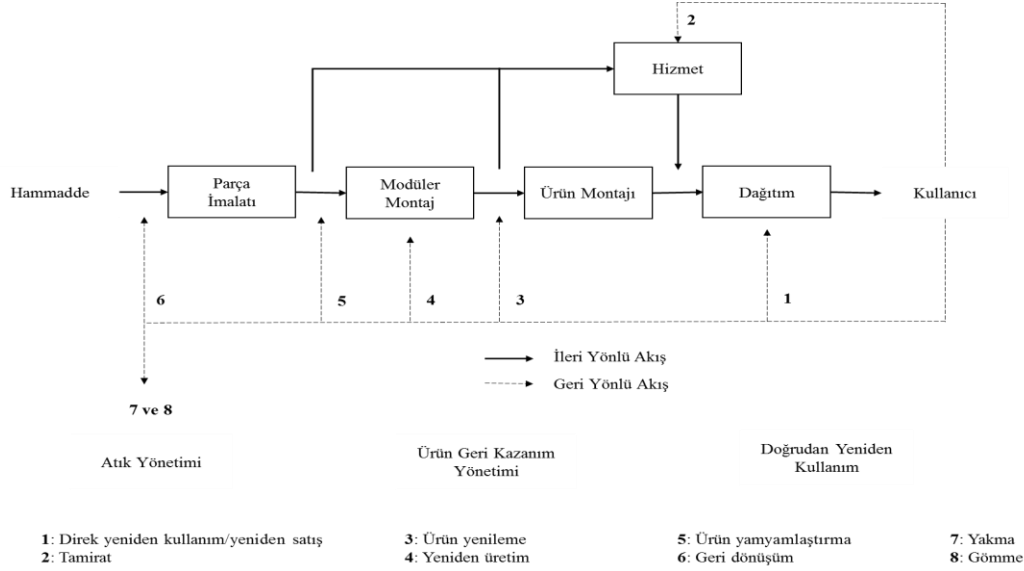 2
Hizmet
Hammadde
Parça
İmalatı
Modüler
Montaj
Ürün Montajı
Dağıtım
Kullanıcı
6
5
4
3
1
İleri Yönlü Akış
Geri Yönlü Akış
7 ve 8
Atık Yönetimi
Ürün Geri Kazanım
Yönetimi
Doğrudan Yeniden
Kullanım
1: Direk yeniden kullanım/yeniden satış
2: Tamirat
3: Ürün yenileme
4: Yeniden üretim
5: Ürün yamyamlaştırma
6: Geri dönüşüm
7: Yakma
8: Gömme